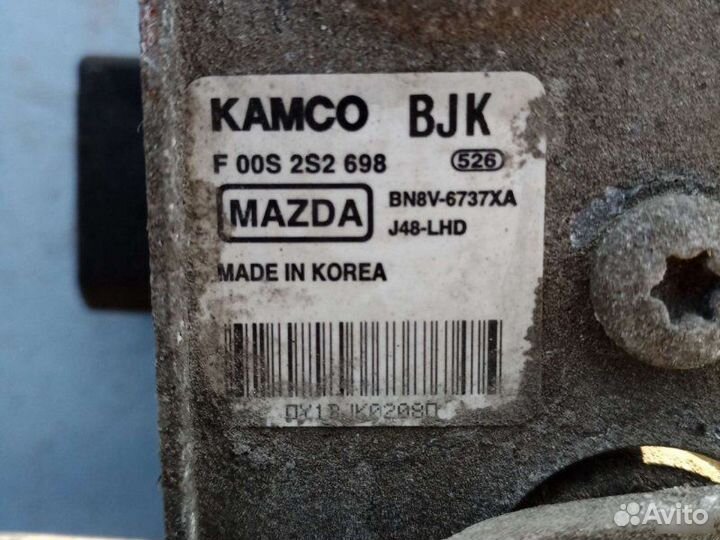 KAMCO BJK
F 00S 2S2 698 526
MAZDA BN8V-6737XA
J48-LHD
MADE IN KOREA
Avito